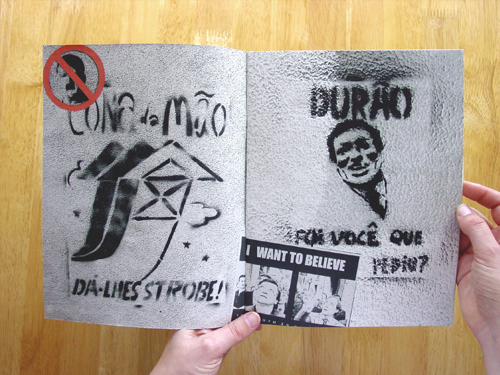 CONA da MÃO
DÁ-LHES STROBE!
DURÃO
FOI VOCÊ QUE
PEDIU?
I WANT TO BELIEVE